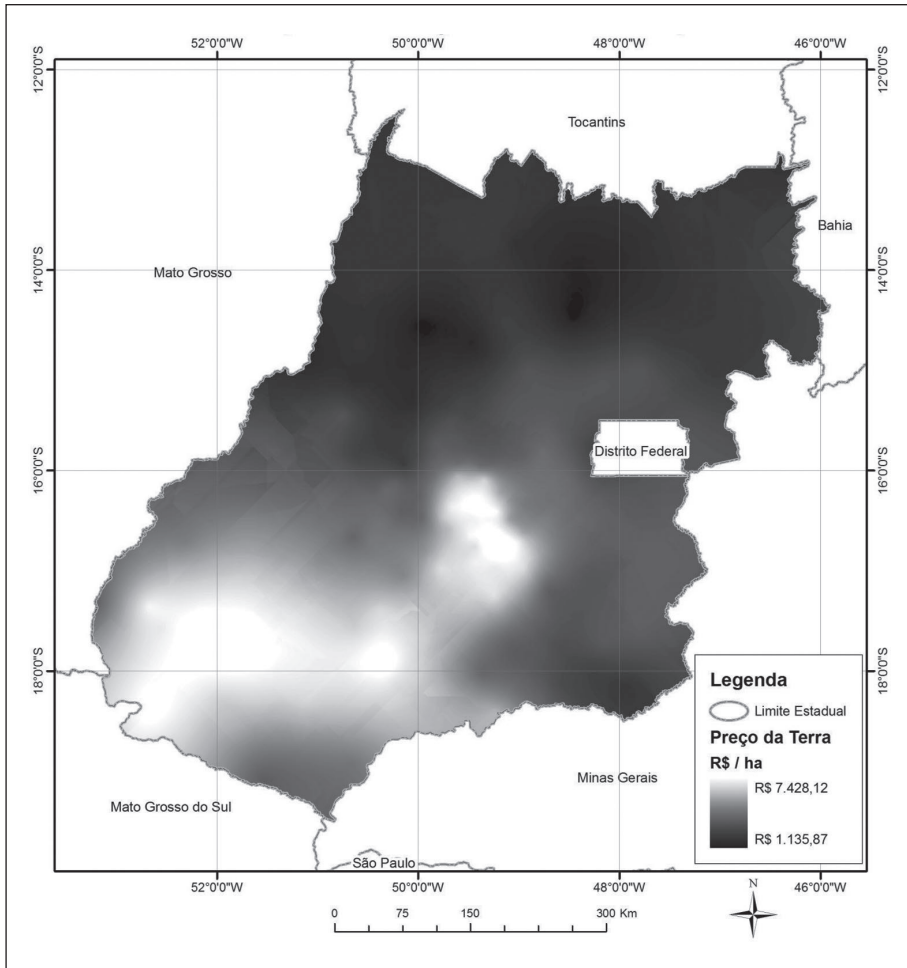 52°0'0"W
50°0'0"W
48°0'0"W
46°0'0"W
12°0'0"S
12°0'0"S
Tocantins
Bahia
Mato Grosso
14°0'0"S
14°0'0"S
Distrito Federal
16°0'0"S
16°0'0"S
18°0'0"S
18°0'0"S
Legenda
Limite Estadual
Preço da Terra
R$ / ha
R$ 7.428,12
R$ 1.135,87
Minas Gerais
Mato Grosso do Sul
São Paulo
52°0'0"W
50°0'0"W
48°0'0"W
46°0'0"W
N
0 75 150 300 Km